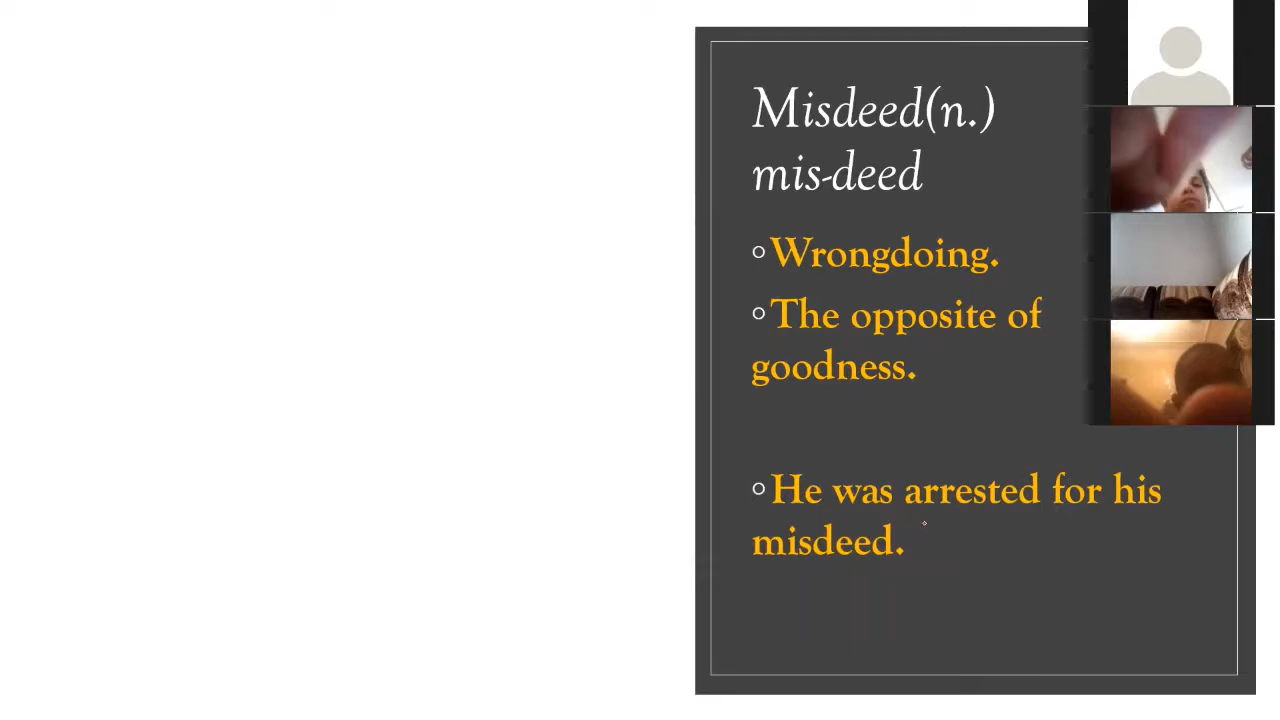 Misdeed(n.)
mis-deed
Wrongdoing.
The opposite of
goodness.
He was arrested for his
misdeed.